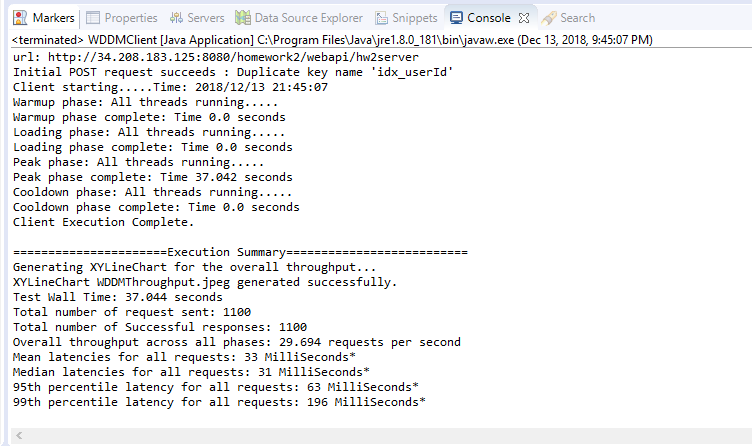 Markers Properties Servers Data Source Explorer Snippets Console Search
<terminated> WDDMClient [Java Application] C:\Program Files\Java\jre1.8.0_181\bin\javaw.exe (Dec 13, 2018, 9:45:07 PM)
url: http://34.208.183.125:8080/homework2/webapi/hw2server
Initial POST request succeeds : Duplicate key name 'idx_userId'
Client starting.....Time: 2018/12/13 21:45:07
Warmup phase: All threads running.....
Warmup phase complete: Time 0.0 seconds
Loading phase: All threads running.....
Loading phase complete: Time 0.0 seconds
Peak phase: All threads running.....
Peak phase complete: Time 37.042 seconds
Cooldown phase: All threads running.....
Cooldown phase complete: Time 0.0 seconds
Client Execution Complete.
======================Execution Summary==========================
Generating XYLineChart for the overall throughput...
XYLineChart WDDMThroughput.jpeg generated successfully.
Test Wall Time: 37.044 seconds
Total number of request sent: 1100
Total number of Successful responses: 1100
Overall throughput across all phases: 29.694 requests per second
Mean latencies for all requests: 33 MilliSeconds*
Median latencies for all requests: 31 MilliSeconds*
95th percentile latency for all requests: 63 MilliSeconds*
99th percentile latency for all requests: 196 MilliSeconds*